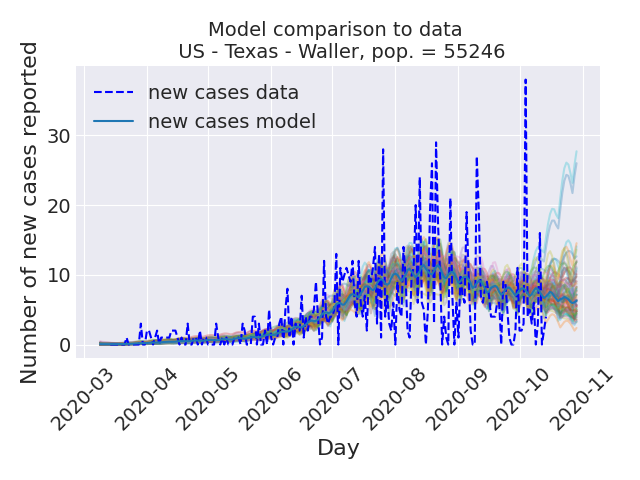 Model comparison to data
US - Texas - Waller, pop. = 55246
Number of new cases reported
new cases data
new cases model
30
20
10
0
2020-03
2020-04
2020-05
2020-06
2020-07
2020-08
2020-09
2020-10
2020-11
Day